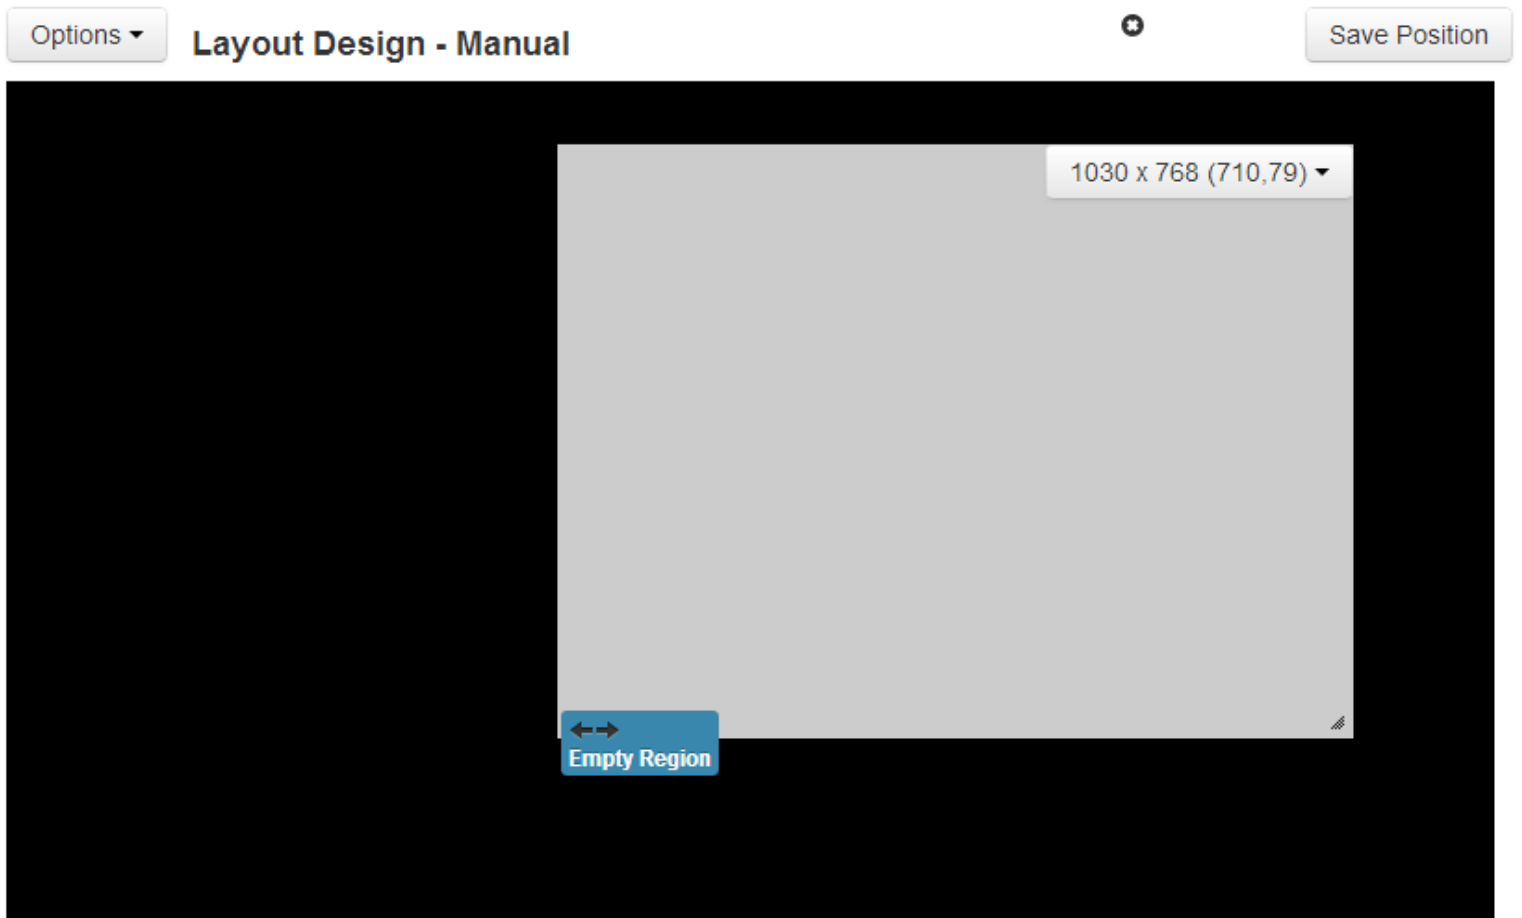 Options
Layout Design - Manual
Save Position
1030 x 768 (710,79)
Empty Region